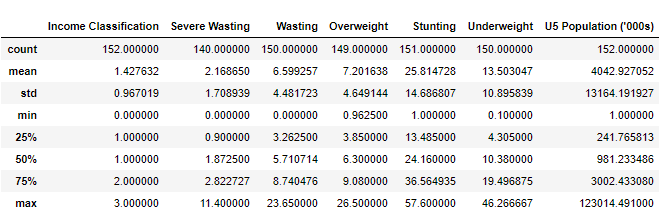 Income Classification Severe Wasting Wasting Overweight Stunting Underweight U5 Population ('000s)
count 152.000000 140.000000 150.000000 149.000000 151.000000 150.000000 152.000000
mean 1.427632 2.168650 6.599257 7.201638 25.814728 13.503047 4042.927052
std 0.967019 1.708939 4.481723 4.649144 14.686807 10.895839 13164.191927
min 0.000000 0.000000 0.000000 0.962500 1.000000 0.100000 1.000000
25% 1.000000 0.900000 3.262500 3.850000 13.485000 4.305000 241.765813
50% 1.000000 1.872500 5.710714 6.300000 24.160000 10.380000 981.233486
75% 2.000000 2.822727 8.740476 9.080000 36.564935 19.496875 3002.433080
max 3.000000 11.400000 23.650000 26.500000 57.600000 46.266667 123014.491000